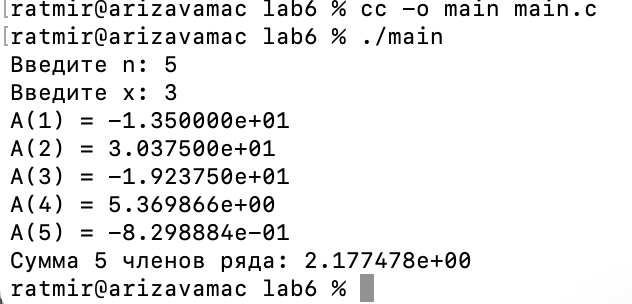 [ratmir@arizavamac lab6 % cc -o main main.c
[ratmir@arizavamac lab6 % ./main
Введите n: 5
Введите x: 3
A(1) = -1.350000e+01
A(2) = 3.037500e+01
A(3) = -1.923750e+01
A(4) = 5.369866e+00
A(5) = -8.298884e-01
Сумма 5 членов ряда: 2.177478e+00
ratmir@arizavamac lab6 %